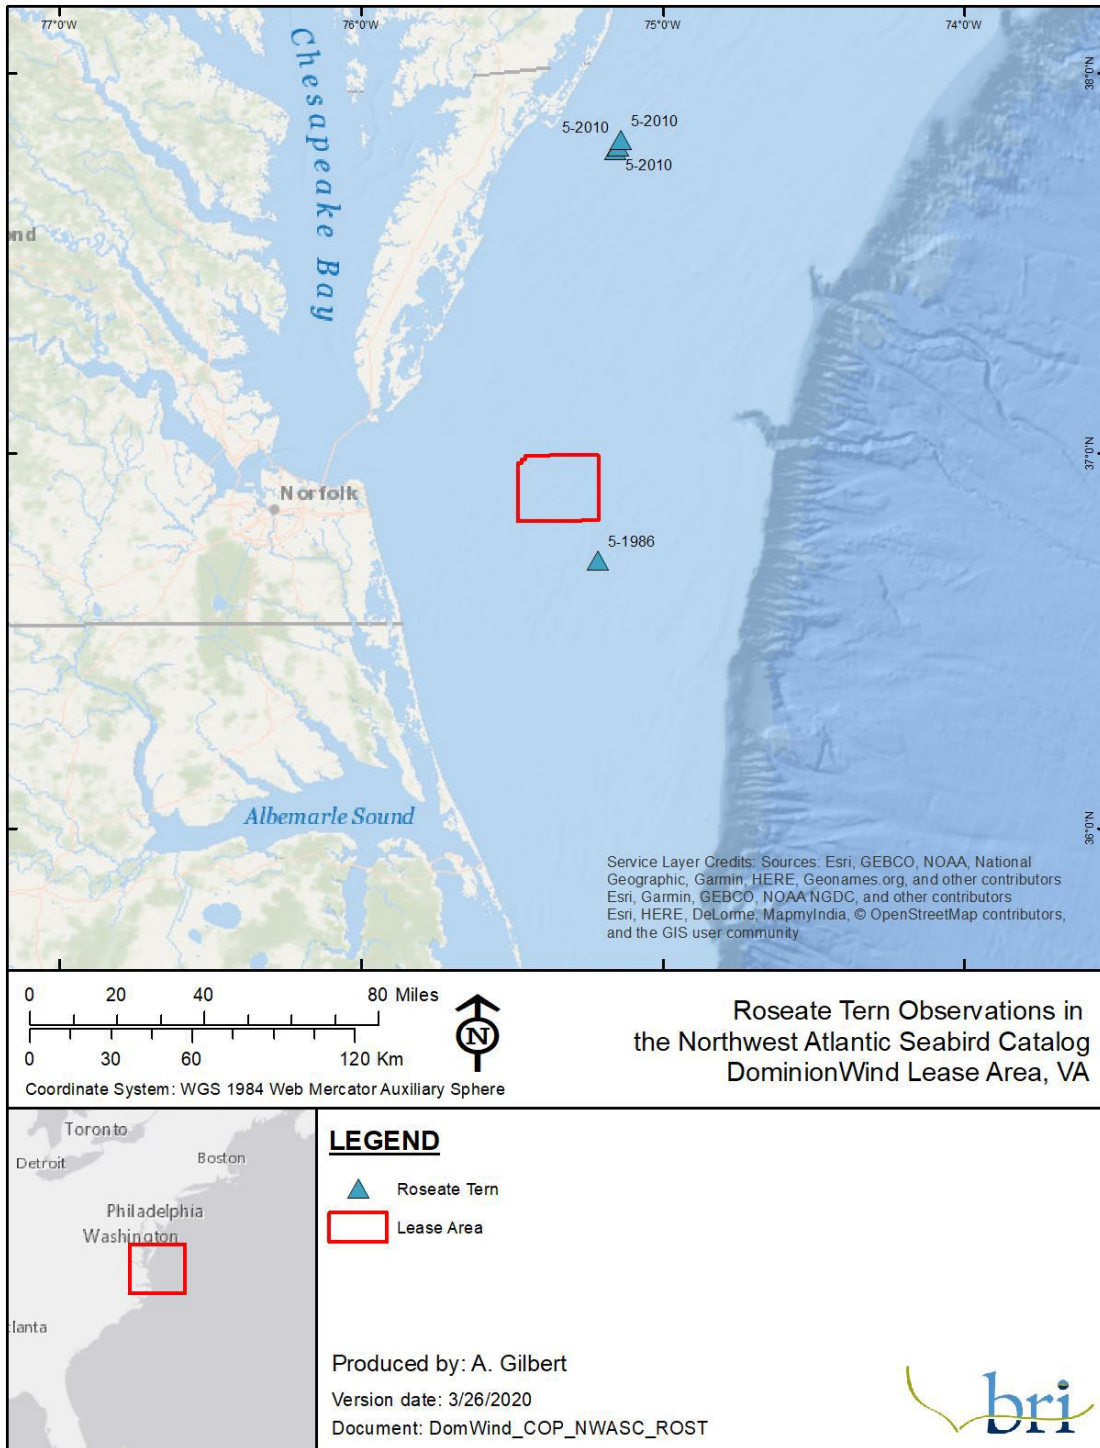 77°0'W
76°0'W
75°0'W
74°0'W
38°0'N
37°0'N
36°0'N
Chesapeake Bay
5-2010
5-2010
5-2010
nd
Norfolk
5-1986
Albemarle Sound
Service Layer Credits: Sources: Esri, GEBCO, NOAA, National
Geographic, Garmin, HERE, Geonames.org, and other contributors
Esri, Garmin, GEBCO, NOAA NGDC, and other contributors
Esri, HERE, DeLorme, MapmyIndia, © OpenStreetMap contributors,
and the GIS user community
0 20 40 80 Miles
0 30 60 120 Km
N
Coordinate System: WGS 1984 Web Mercator Auxiliary Sphere
Roseate Tern Observations in
the Northwest Atlantic Seabird Catalog
DominionWind Lease Area, VA
Toronto
Detroit
Boston
Philadelphia
Washington
lanta
LEGEND
Roseate Tern
Lease Area
Produced by: A. Gilbert
Version date: 3/26/2020
Document: DomWind_COP_NWASC_ROST
bri